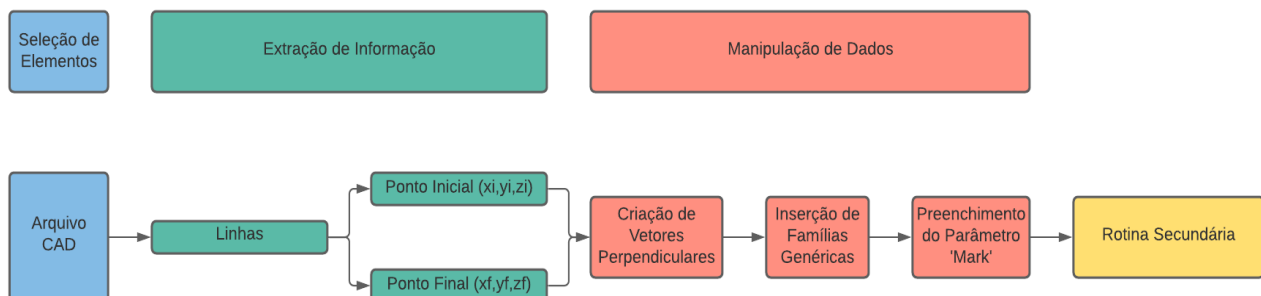 Seleção de
Elementos
Extração de Informação
Manipulação de Dados
Arquivo
CAD
Linhas
Ponto Inicial (xi,yi,zi)
Ponto Final (xf,yf,zf)
Criação de
Vetores
Perpendiculares
Inserção de
Famílias
Genéricas
Preenchimento
do Parâmetro
'Mark'
Rotina Secundária